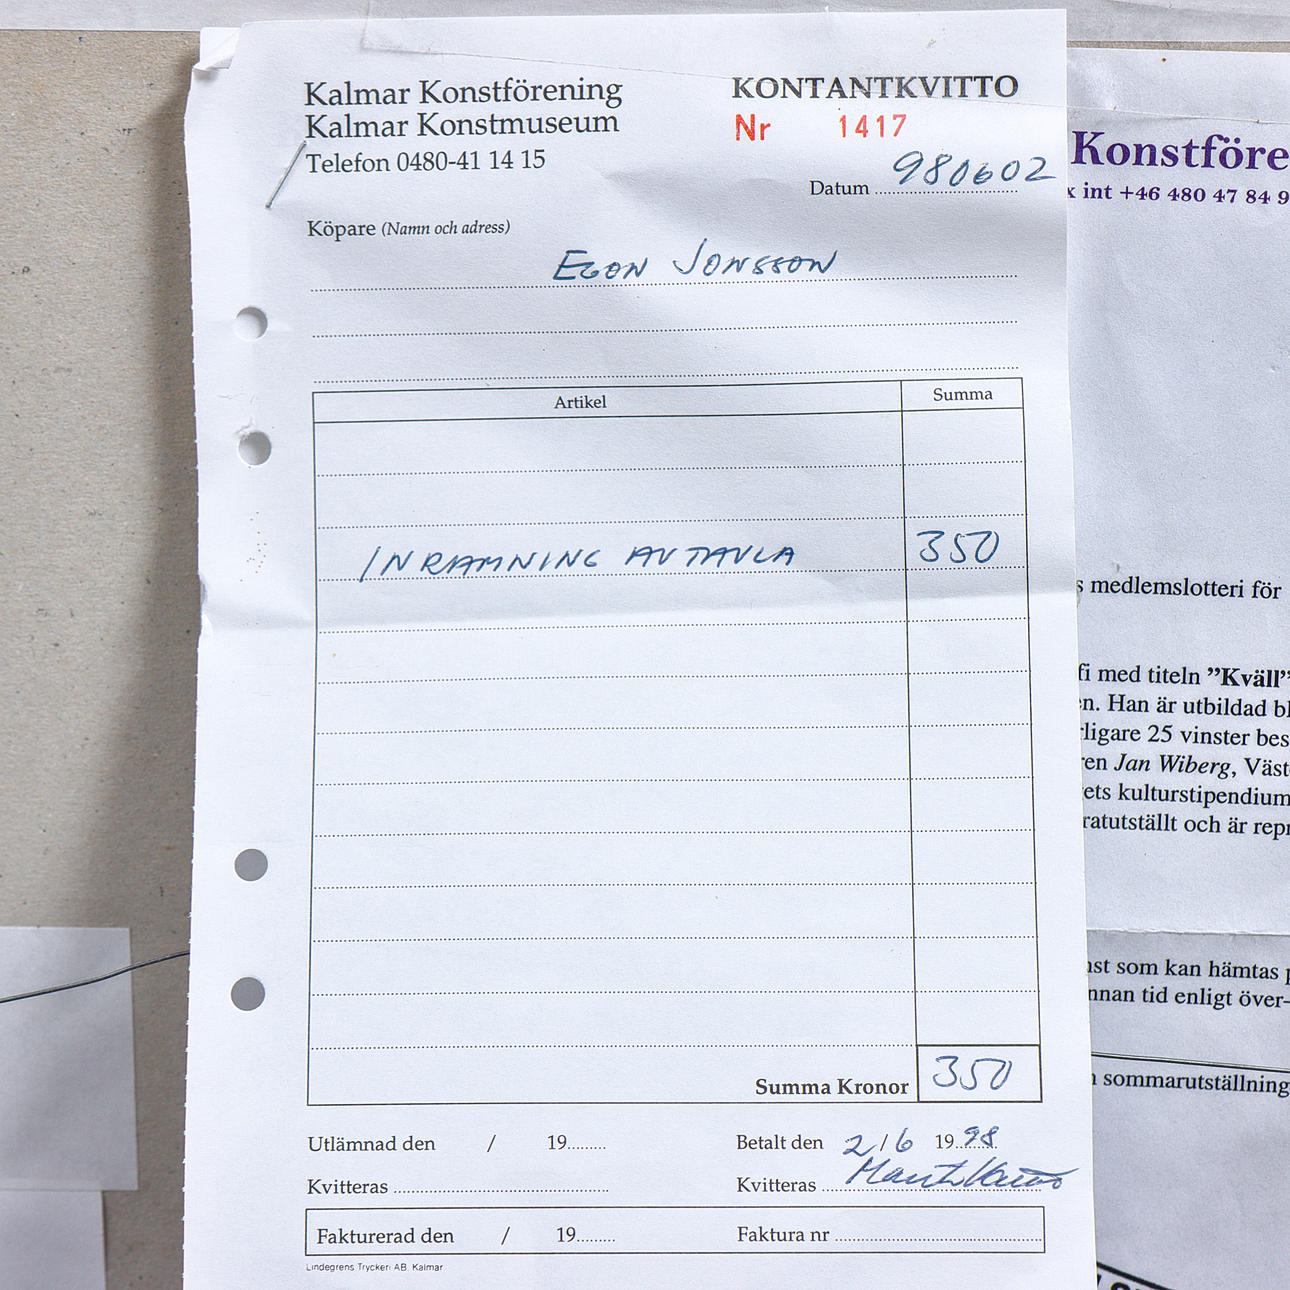 Kalmar Konstförening
Kalmar Konstmuseum
Telefon 0480-41 14 15
KONTANTKVITTO
Nr 1417
Datum 980602
Köpare (Namn och adress)
EGON JONSSON
Artikel Summa
INRAMNING AV TAVLA 350
Summa Kronor 350
Utlämnad den / 19........ Betalt den 2/6 1998
Kvitteras Kvitteras
Fakturerad den / 19........ Faktura nr
Lindegrens Tryckeri AB. Kalmar
Konstföre
x int +46 480 47 84 9
s medlemslotteri för
fi med titeln ”Kväll”
en. Han är utbildad bl
rligare 25 vinster bes
ren Jan Wiberg, Väst
ets kulturstipendium
ratutställt och är repr
nst som kan hämtas p
nnan tid enligt över-
n sommarutställning